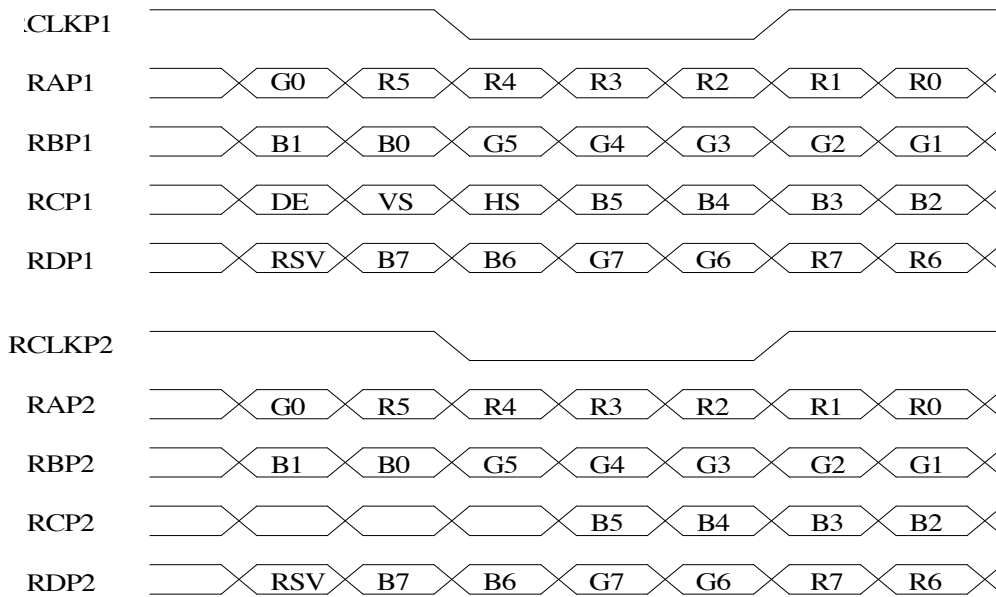 CLKP1
RAP1 G0 R5 R4 R3 R2 R1 R0
RBP1 B1 B0 G5 G4 G3 G2 G1
RCP1 DE VS HS B5 B4 B3 B2
RDP1 RSV B7 B6 G7 G6 R7 R6
RCLKP2
RAP2 G0 R5 R4 R3 R2 R1 R0
RBP2 B1 B0 G5 G4 G3 G2 G1
RCP2 B5 B4 B3 B2
RDP2 RSV B7 B6 G7 G6 R7 R6